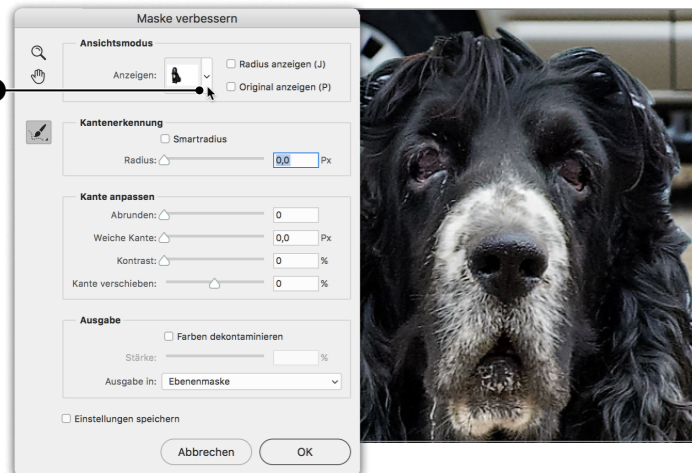 Maske verbessern
Ansichtsmodus
Anzeigen:
Radius anzeigen (J)
Original anzeigen (P)
Kantenerkennung
Smartradius
Radius: 0,0 Px
Kante anpassen
Abrunden: 0
Weiche Kante: 0,0 Px
Kontrast: 0 %
Kante verschieben: 0 %
Ausgabe
Farben dekontaminieren
Stärke: %
Ausgabe in: Ebenenmaske
Einstellungen speichern
Abbrechen OK